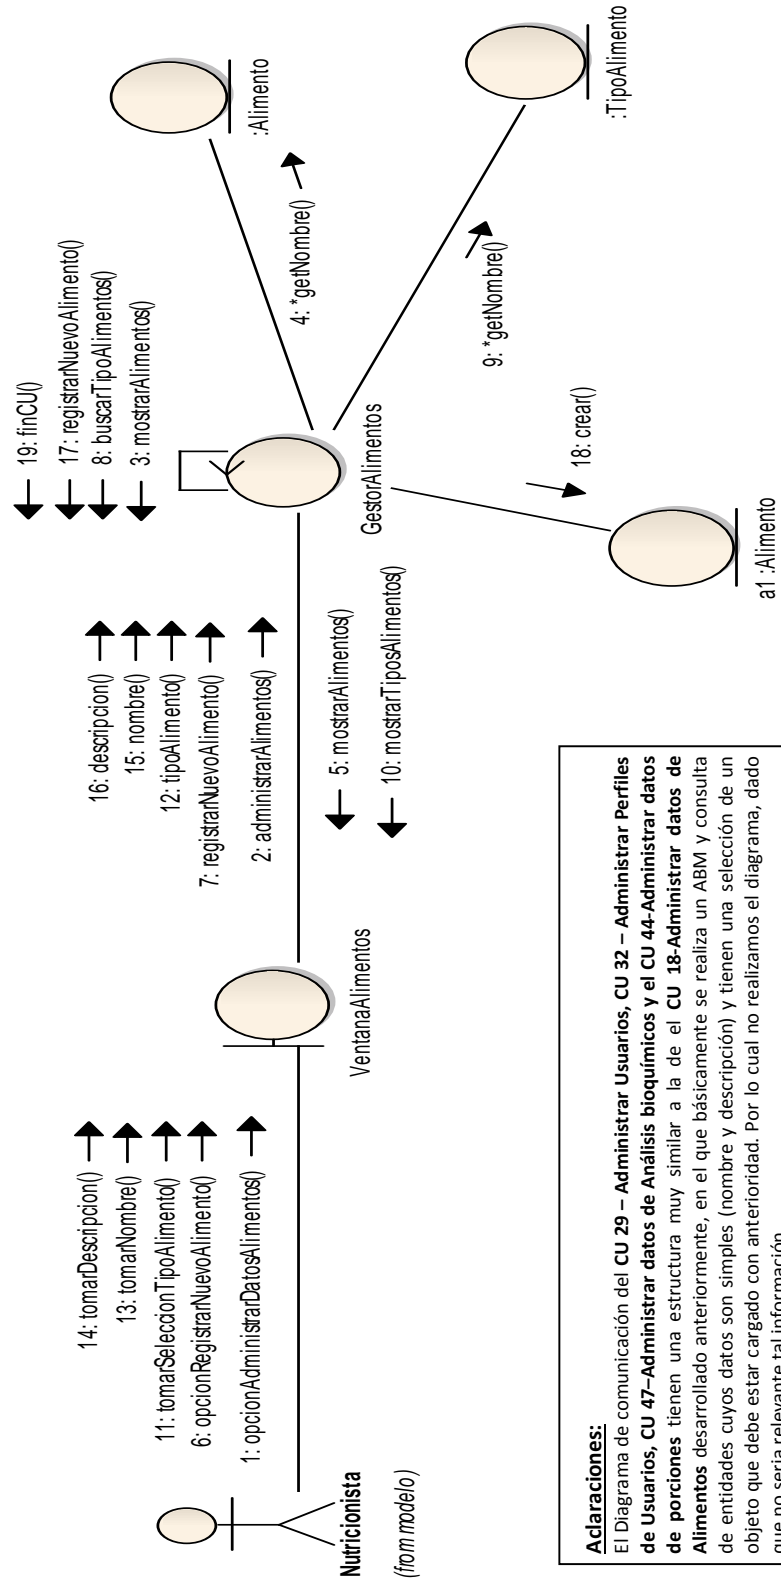 19: finCU()
17: registrarNuevoAlimento()
8: buscarTipoAlimentos()
3: mostrarAlimentos()
:Alimento
4: *getNombre()
:TipoAlimento
9: *getNombre()
GestorAlimentos
18: crear()
a1 :Alimento
16: descripcion()
15: nombre()
12: tipoAlimento()
7: registrarNuevoAlimento()
2: administrarAlimentos()
5: mostrarAlimentos()
10: mostrarTiposAlimentos()
VentanaAlimentos
14: tomarDescripcion()
13: tomarNombre()
11: tomarSeleccionTipoAlimento()
6: opcionRegistrarNuevoAlimento()
1: opcionAdministrarDatosAlimentos()
Nutricionista
(from modelo)
Aclaraciones:
El Diagrama de comunicación del CU 29 – Administrar Usuarios, CU 32 – Administrar Perfiles
de Usuarios, CU 47–Administrar datos de Análisis bioquímicos y el CU 44-Administrar datos
de porciones tienen una estructura muy similar a la de el CU 18-Administrar datos de
Alimentos desarrollado anteriormente, en el que básicamente se realiza un ABM y consulta
de entidades cuyos datos son simples (nombre y descripción) y tienen una selección de un
objeto que debe estar cargado con anterioridad. Por lo cual no realizamos el diagrama, dado
que no seria relevante tal información